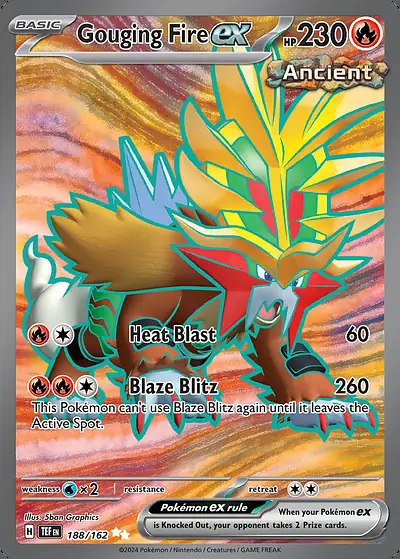 BASIC Gouging Fire ex HP 230
Ancient
Heat Blast 60
Blaze Blitz 260
This Pokémon can't use Blaze Blitz again until it leaves the
Active Spot.
weakness ×2 resistance retreat
Illus. 5ban Graphics
Pokémon ex rule When your Pokémon ex
is Knocked Out, your opponent takes 2 Prize cards.
H TEF EN 188/162
©2024 Pokémon / Nintendo / Creatures / GAME FREAK